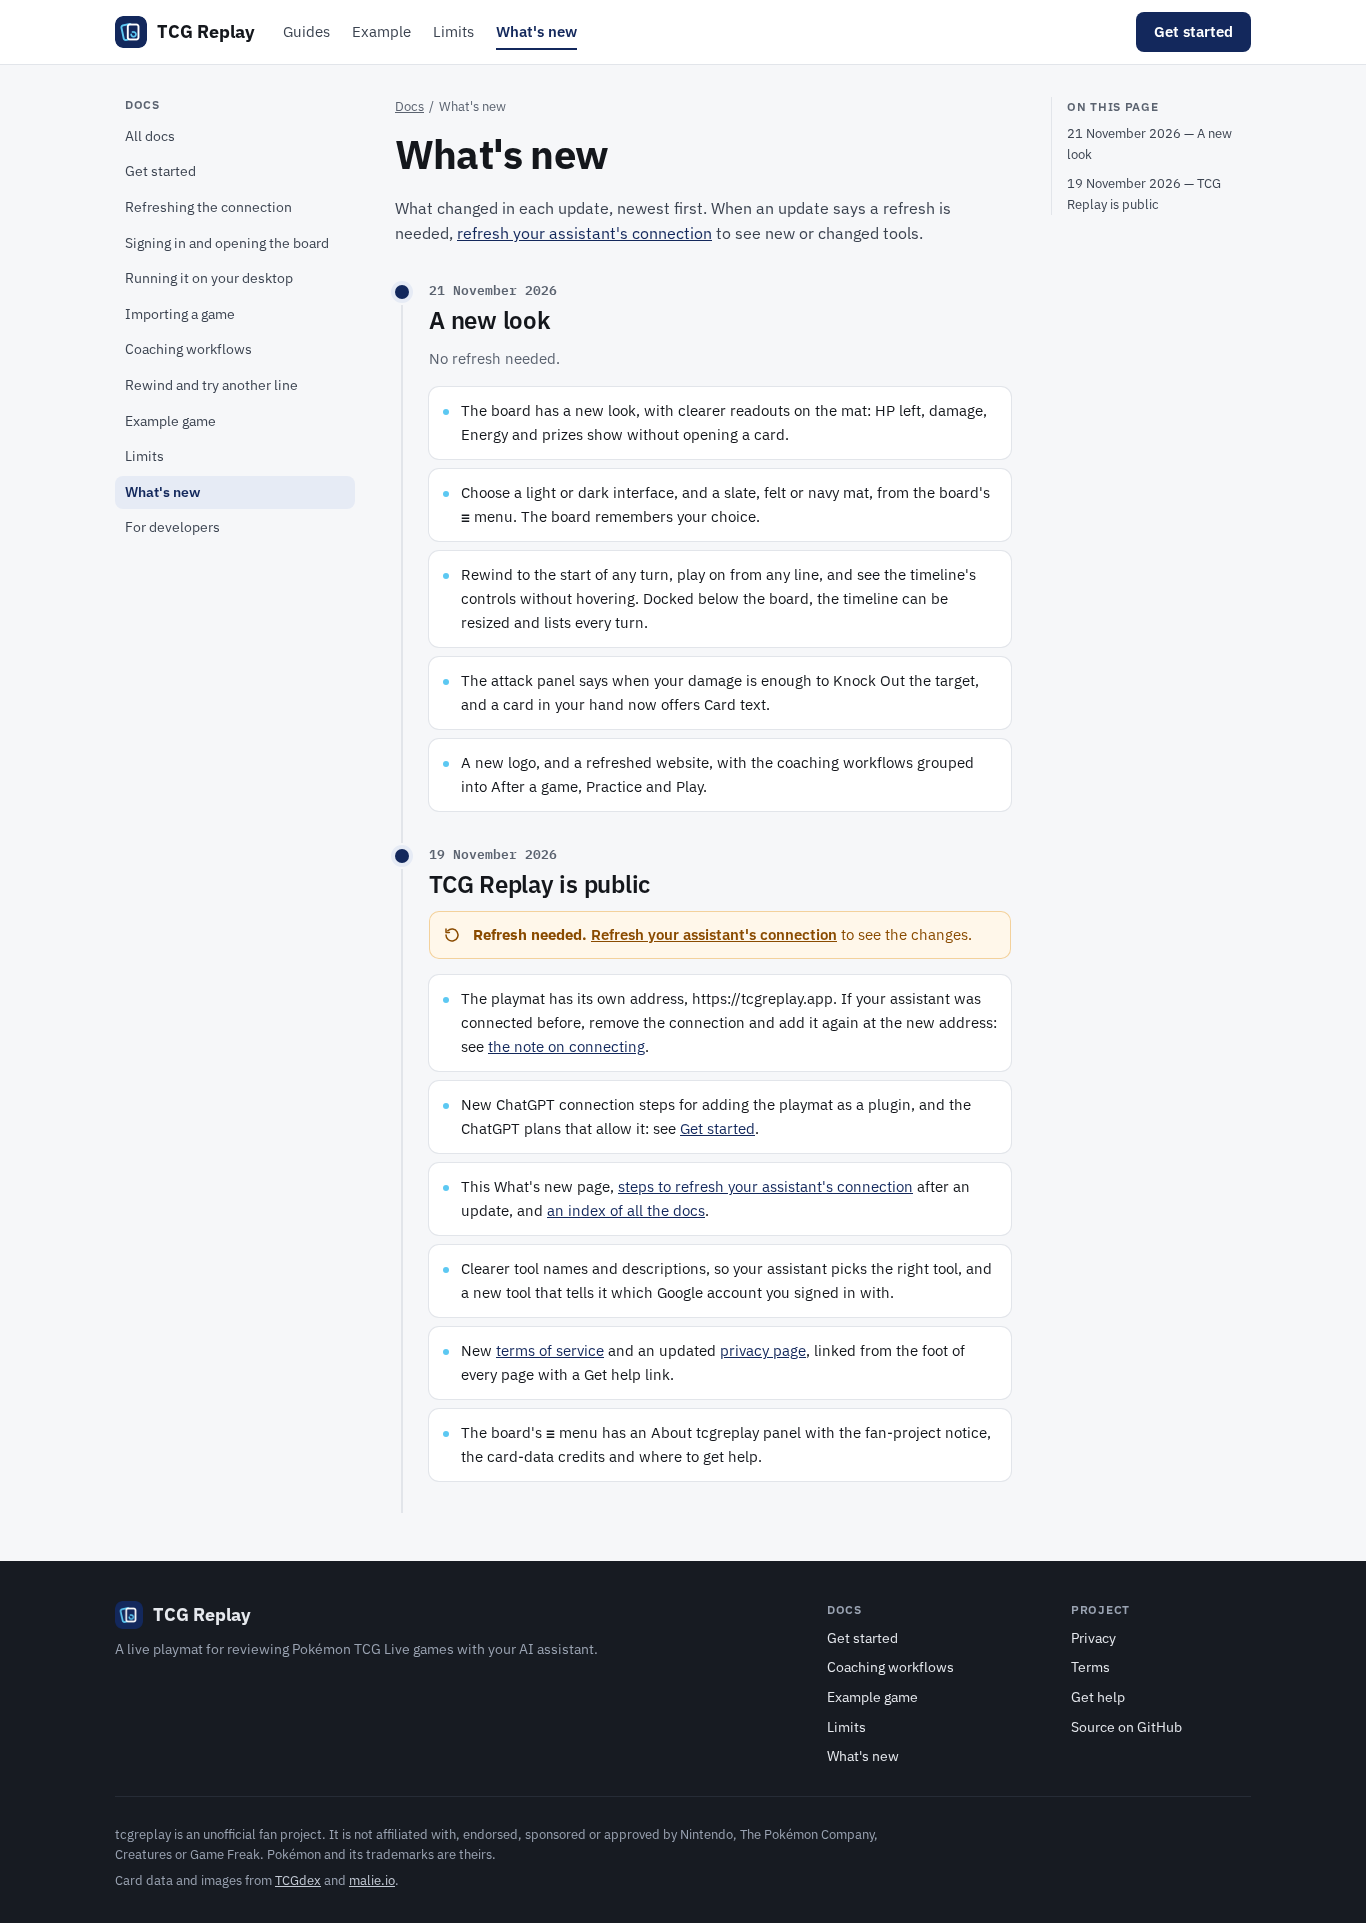 TCG Replay
Guides
Example
Limits
What's new
Get started
DOCS
All docs
Get started
Refreshing the connection
Signing in and opening the board
Running it on your desktop
Importing a game
Coaching workflows
Rewind and try another line
Example game
Limits
What's new
For developers
Docs / What's new
What's new
What changed in each update, newest first. When an update says a refresh is
needed, refresh your assistant's connection to see new or changed tools.
21 November 2026
A new look
No refresh needed.
The board has a new look, with clearer readouts on the mat: HP left, damage,
Energy and prizes show without opening a card.
Choose a light or dark interface, and a slate, felt or navy mat, from the board's
≡ menu. The board remembers your choice.
Rewind to the start of any turn, play on from any line, and see the timeline's
controls without hovering. Docked below the board, the timeline can be
resized and lists every turn.
The attack panel says when your damage is enough to Knock Out the target,
and a card in your hand now offers Card text.
A new logo, and a refreshed website, with the coaching workflows grouped
into After a game, Practice and Play.
19 November 2026
TCG Replay is public
Refresh needed. Refresh your assistant's connection to see the changes.
The playmat has its own address, https://tcgreplay.app. If your assistant was
connected before, remove the connection and add it again at the new address:
see the note on connecting.
New ChatGPT connection steps for adding the playmat as a plugin, and the
ChatGPT plans that allow it: see Get started.
This What's new page, steps to refresh your assistant's connection after an
update, and an index of all the docs.
Clearer tool names and descriptions, so your assistant picks the right tool, and
a new tool that tells it which Google account you signed in with.
New terms of service and an updated privacy page, linked from the foot of
every page with a Get help link.
The board's ≡ menu has an About tcgreplay panel with the fan-project notice,
the card-data credits and where to get help.
ON THIS PAGE
21 November 2026 — A new
look
19 November 2026 — TCG
Replay is public
TCG Replay
A live playmat for reviewing Pokémon TCG Live games with your AI assistant.
DOCS
Get started
Coaching workflows
Example game
Limits
What's new
PROJECT
Privacy
Terms
Get help
Source on GitHub
tcgreplay is an unofficial fan project. It is not affiliated with, endorsed, sponsored or approved by Nintendo, The Pokémon Company,
Creatures or Game Freak. Pokémon and its trademarks are theirs.
Card data and images from TCGdex and malie.io.